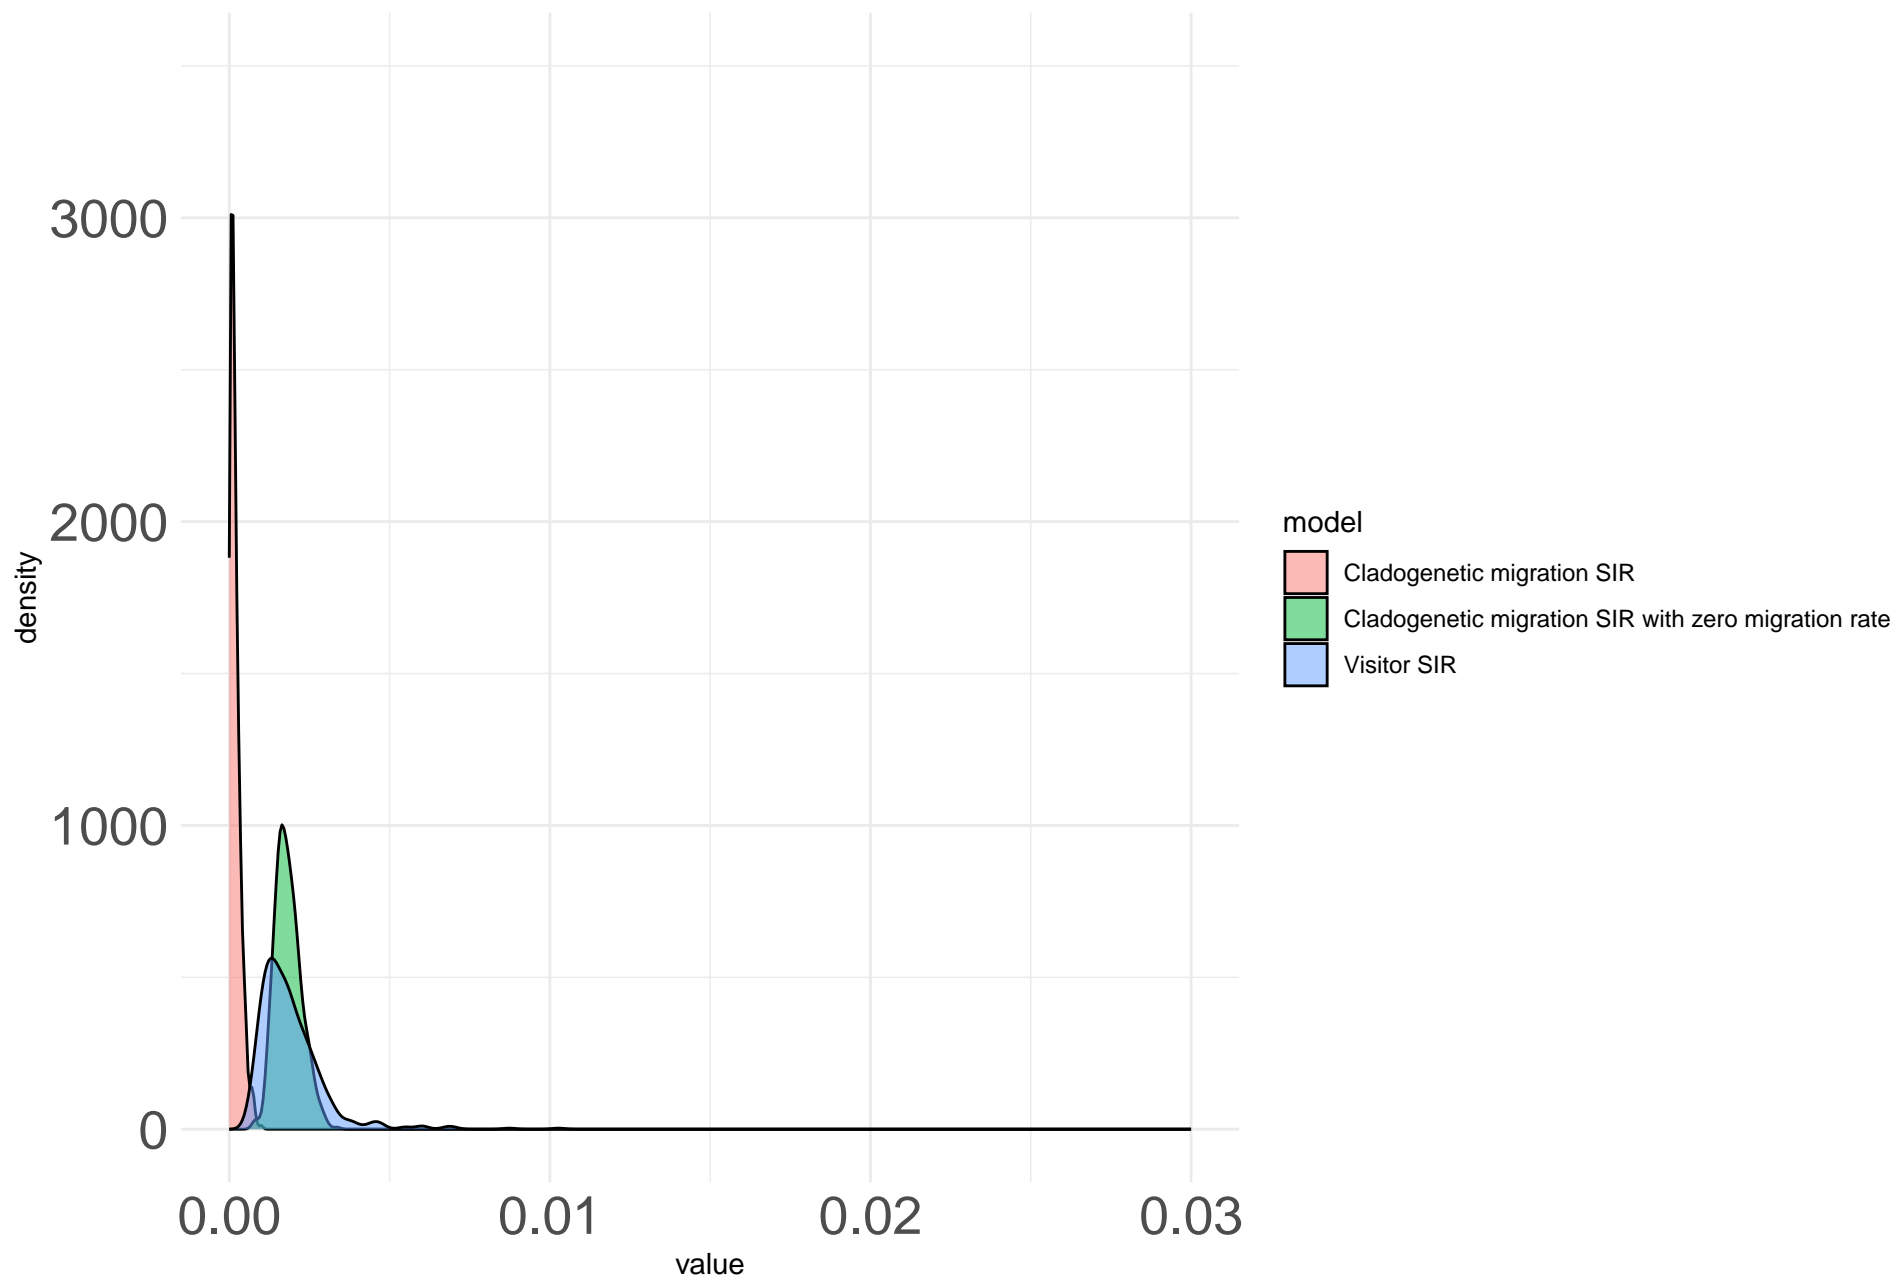 3000
2000
1000
0
density
0.00
0.01
0.02
0.03
value
model
Cladogenetic migration SIR
Cladogenetic migration SIR with zero migration rate
Visitor SIR